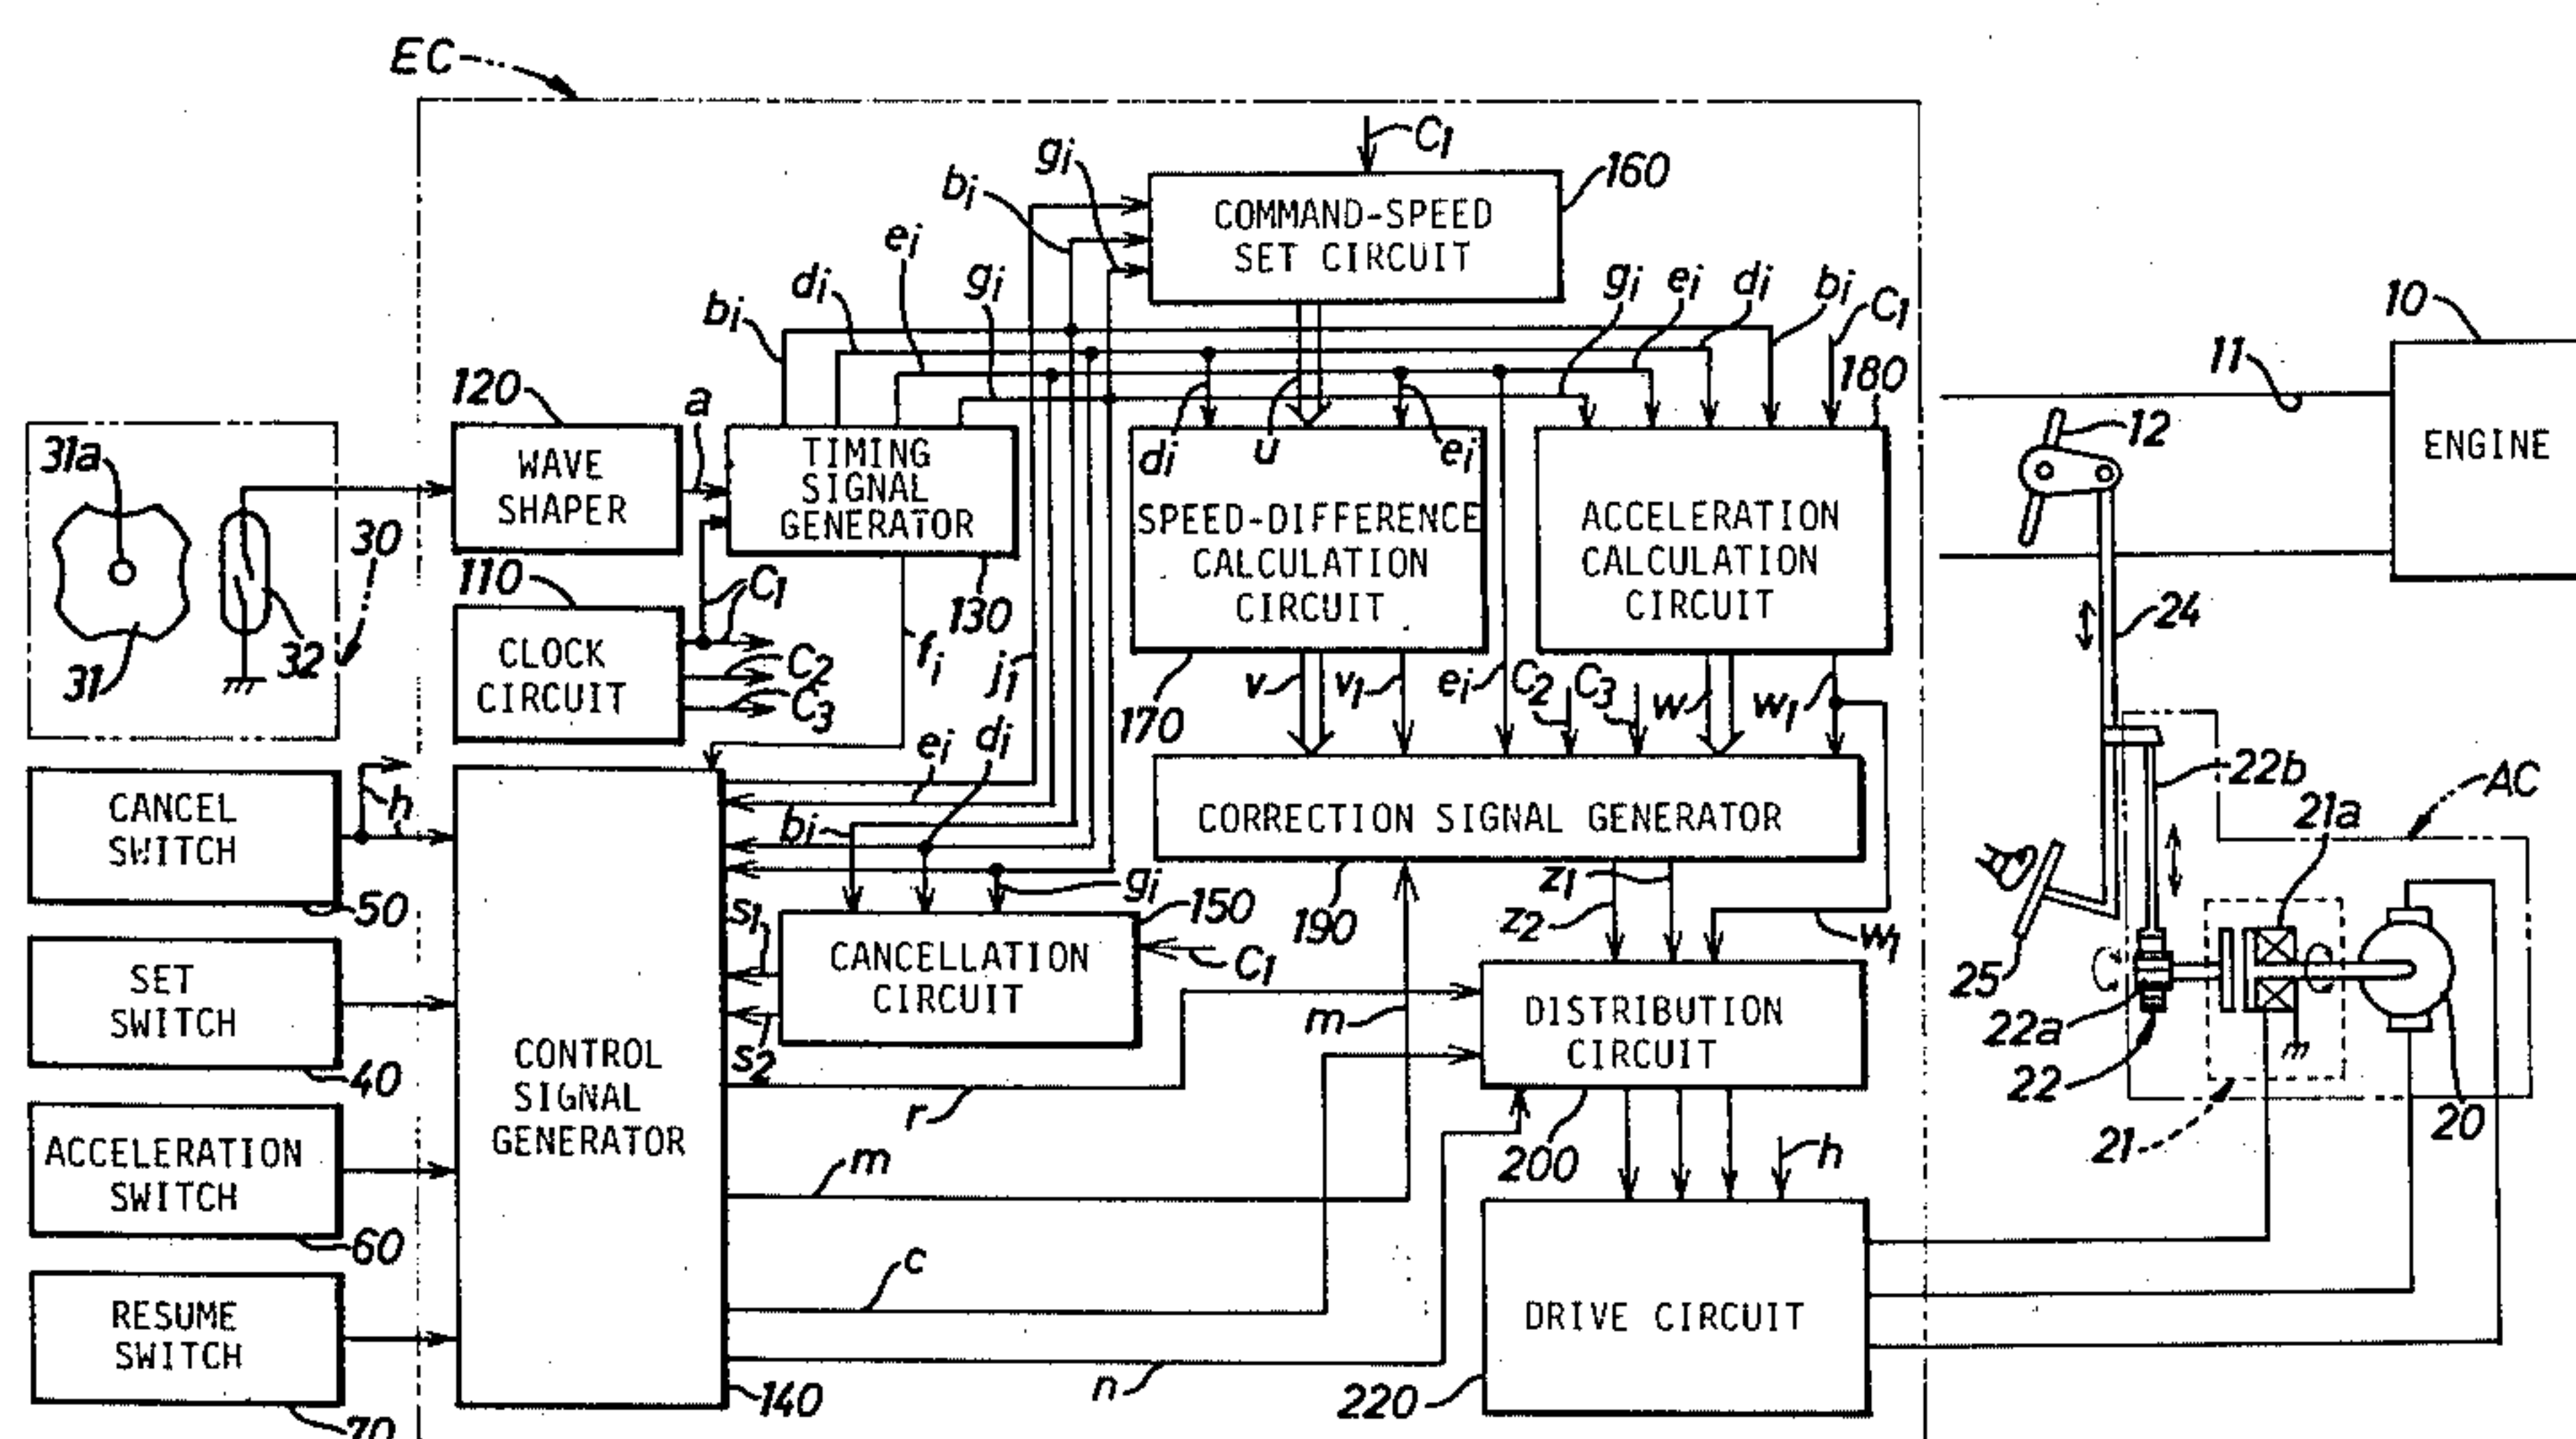 EC
C1
gi
160
bi
COMMAND-SPEED
SET CIRCUIT
ei
di
gi
bi
gi
ei
di
bi
C1
10
11
120
a
180
12
31a
WAVE
SHAPER
TIMING
SIGNAL
GENERATOR
di
u
ei
ENGINE
30
SPEED-DIFFERENCE
CALCULATION
CIRCUIT
ACCELERATION
CALCULATION
CIRCUIT
110
C1
130
24
31
32
CLOCK
CIRCUIT
C2
C3
fi
j1
170
v
v1
ei
C2
C3
w
w1
ei
di
22b
AC
CANCEL
SWITCH
h
h
bi
CORRECTION SIGNAL GENERATOR
21a
50
s1
gi
150
190
z2
z1
w1
SET
SWITCH
CANCELLATION
CIRCUIT
C1
25
40
s2
m
DISTRIBUTION
CIRCUIT
22a
22
CONTROL
SIGNAL
GENERATOR
r
200
h
21
20
ACCELERATION
SWITCH
m
60
c
RESUME
SWITCH
DRIVE CIRCUIT
n
70
140
220